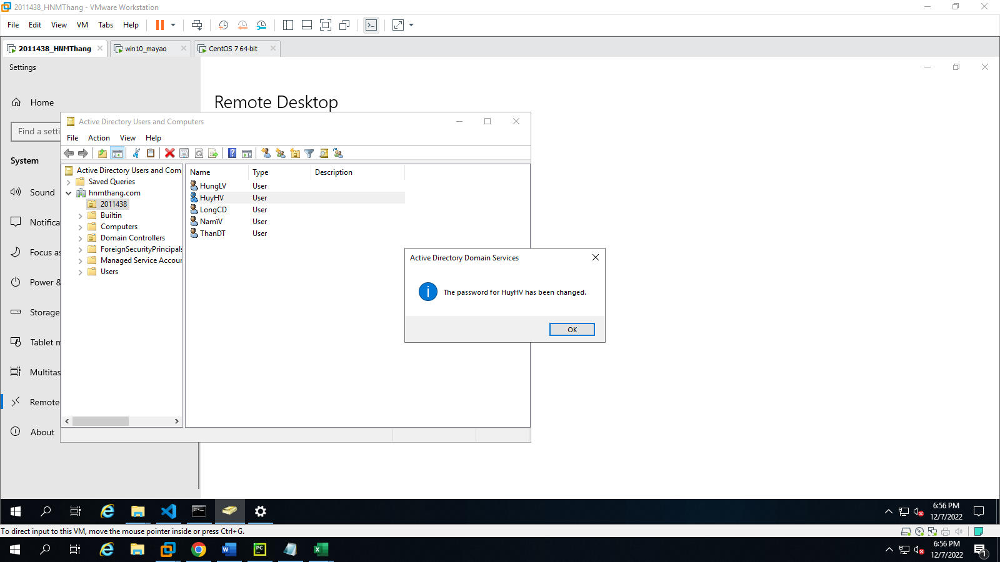 2011438_HNMThang - VMware Workstation
File Edit View VM Tabs Help
2011438_HNMThang win10_mayao CentOS 7 64-bit
Settings
Home
Remote Desktop
Find a setti
System
Sound
Notifica
Focus as
Power &
Storage
Tablet m
Multitas
Remote
About
Active Directory Users and Computers
File Action View Help
Active Directory Users and Com
Saved Queries
hnmthang.com
2011438
Builtin
Computers
Domain Controllers
ForeignSecurityPrincipals
Managed Service Accour
Users
Name Type Description
HungLV User
HuyHV User
LongCD User
NamiV User
ThanDT User
Active Directory Domain Services
The password for HuyHV has been changed.
OK
6:56 PM
12/7/2022
To direct input to this VM, move the mouse pointer inside or press Ctrl+G.
6:56 PM
12/7/2022
1